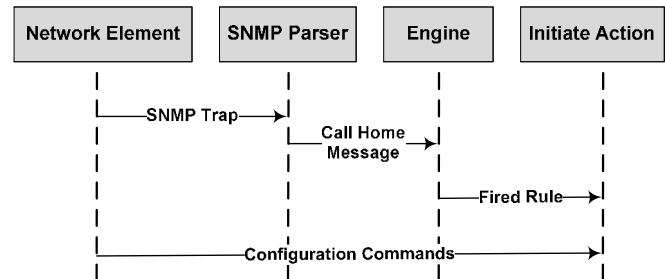 Network Element
SNMP Parser
Engine
Initiate Action
SNMP Trap
Call Home
Message
Fired Rule
Configuration Commands